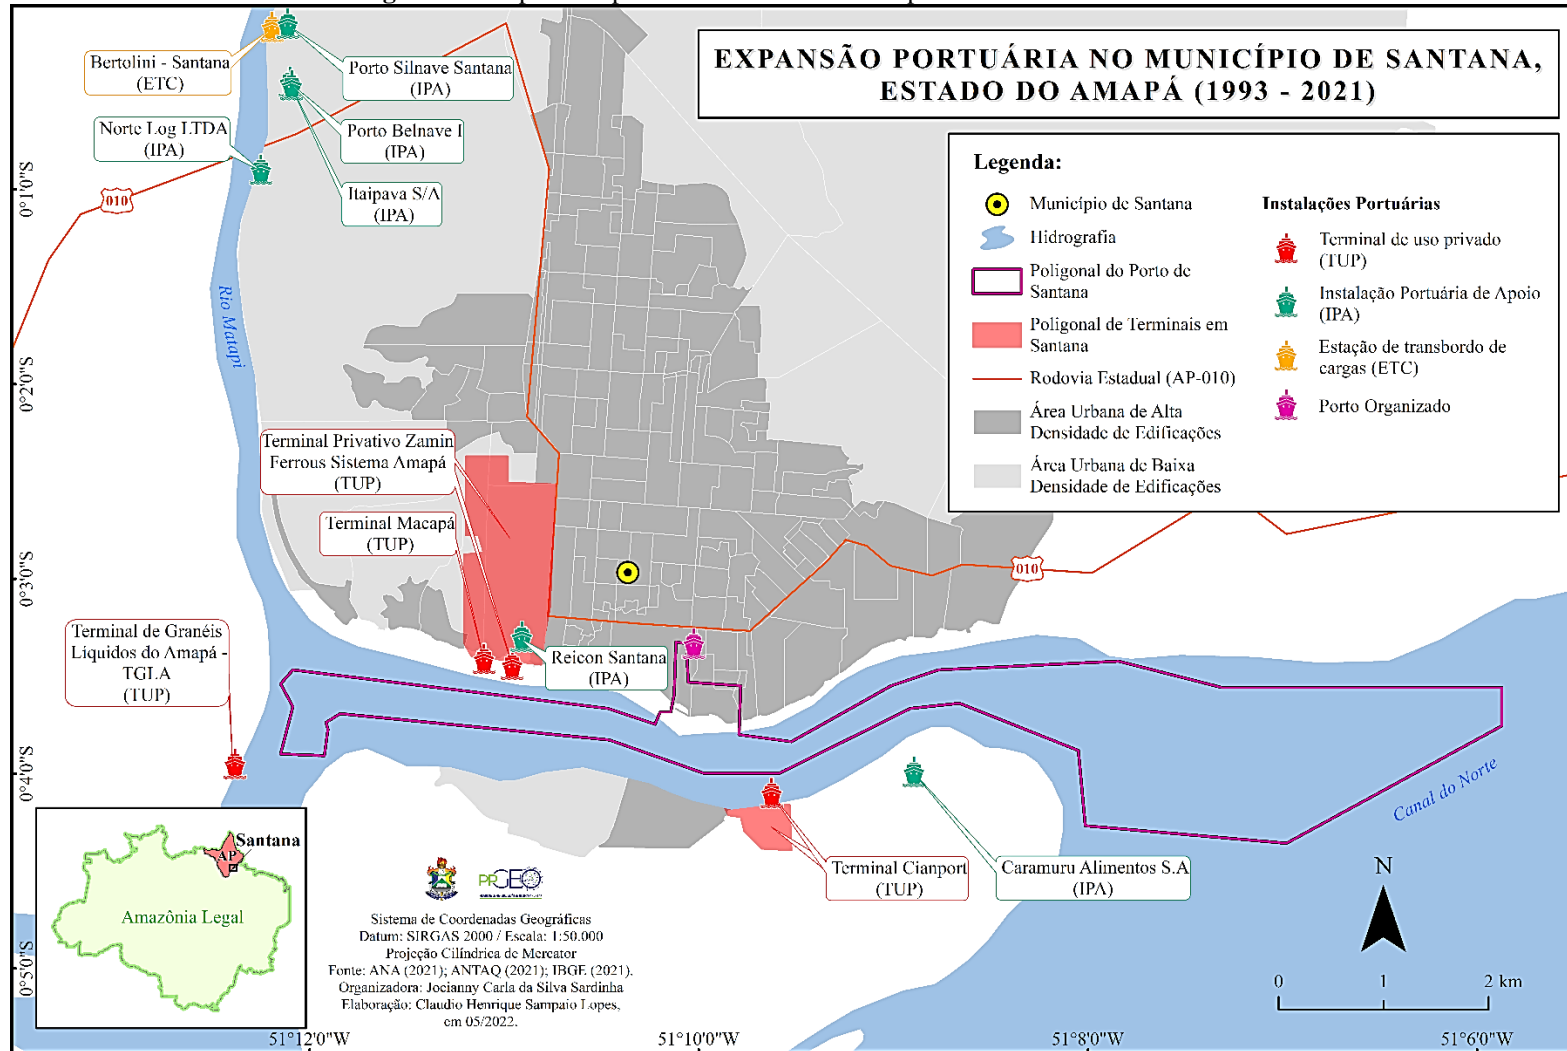 EXPANSÃO PORTUÁRIA NO MUNICÍPIO DE SANTANA,
ESTADO DO AMAPÁ (1993 - 2021)
Bertolini - Santana
(ETC)
Porto Silnave Santana
(IPA)
Norte Log LTDA
(IPA)
Porto Belnave I
(IPA)
Itaipava S/A
(IPA)
010
Rio Matapi
Legenda:
Município de Santana
Hidrografia
Poligonal do Porto de
Santana
Poligonal de Terminais em
Santana
Rodovia Estadual (AP-010)
Área Urbana de Alta
Densidade de Edificações
Área Urbana de Baixa
Densidade de Edificações
Instalações Portuárias
Terminal de uso privado
(TUP)
Instalação Portuária de Apoio
(IPA)
Estação de transbordo de
cargas (ETC)
Porto Organizado
Terminal Privativo Zamin
Ferrous Sistema Amapá
(TUP)
Terminal Macapá
(TUP)
010
Terminal de Granéis
Líquidos do Amapá -
TGLA
(TUP)
Reicon Santana
(IPA)
Canal do Norte
Terminal Cianport
(TUP)
Caramuru Alimentos S.A
(IPA)
Santana
AP
Amazônia Legal
PPGEO
Sistema de Coordenadas Geográficas
Datum: SIRGAS 2000 / Escala: 1:50.000
Projeção Cilíndrica de Mercator
Fonte: ANA (2021); ANTAQ (2021); IBGE (2021).
Organizadora: Jocianny Carla da Silva Sardinha
Elaboração: Claudio Henrique Sampaio Lopes,
em 05/2022.
N
0 1 2 km
0°1'0"S
0°2'0"S
0°3'0"S
0°4'0"S
0°5'0"S
51°12'0"W 51°10'0"W 51°8'0"W 51°6'0"W